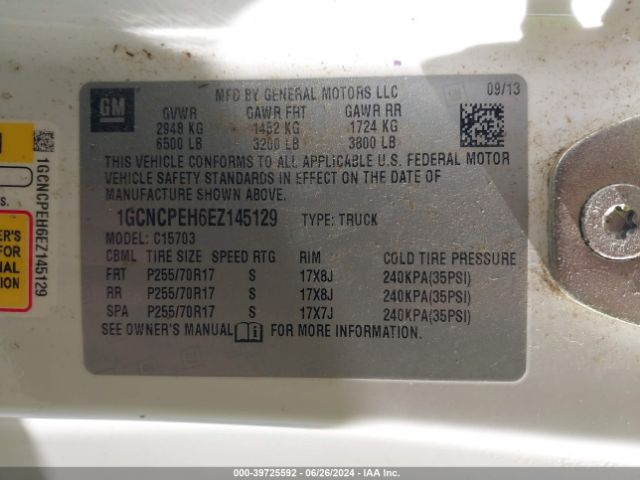 GM
MFD BY GENERAL MOTORS LLC 09/13
GVWR GAWR FRT GAWR RR
2948 KG 1452 KG 1724 KG
6500 LB 3200 LB 3800 LB
THIS VEHICLE CONFORMS TO ALL APPLICABLE U.S. FEDERAL MOTOR
VEHICLE SAFETY STANDARDS IN EFFECT ON THE DATE OF
MANUFACTURE SHOWN ABOVE.
1GCNCPEH6EZ145129 TYPE: TRUCK
MODEL: C15703
CBML TIRE SIZE SPEED RTG RIM COLD TIRE PRESSURE
FRT P255/70R17 S 17X8J 240KPA(35PSI)
RR P255/70R17 S 17X8J 240KPA(35PSI)
SPA P255/70R17 S 17X7J 240KPA(35PSI)
SEE OWNER'S MANUAL FOR MORE INFORMATION.
1GCNCPEH6EZ145129
FOR
000-39725592 - 06/26/2024 - IAA Inc.